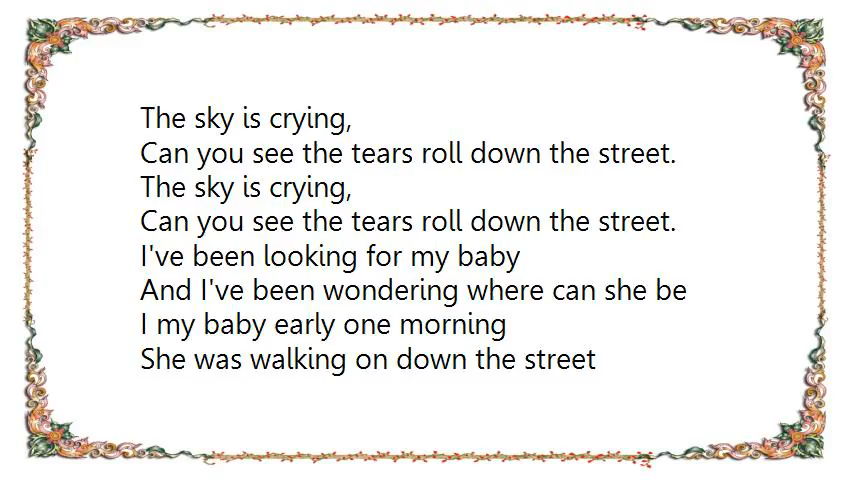 The sky is crying,
Can you see the tears roll down the street.
The sky is crying,
Can you see the tears roll down the street.
I've been looking for my baby
And I've been wondering where can she be
I my baby early one morning
She was walking on down the street